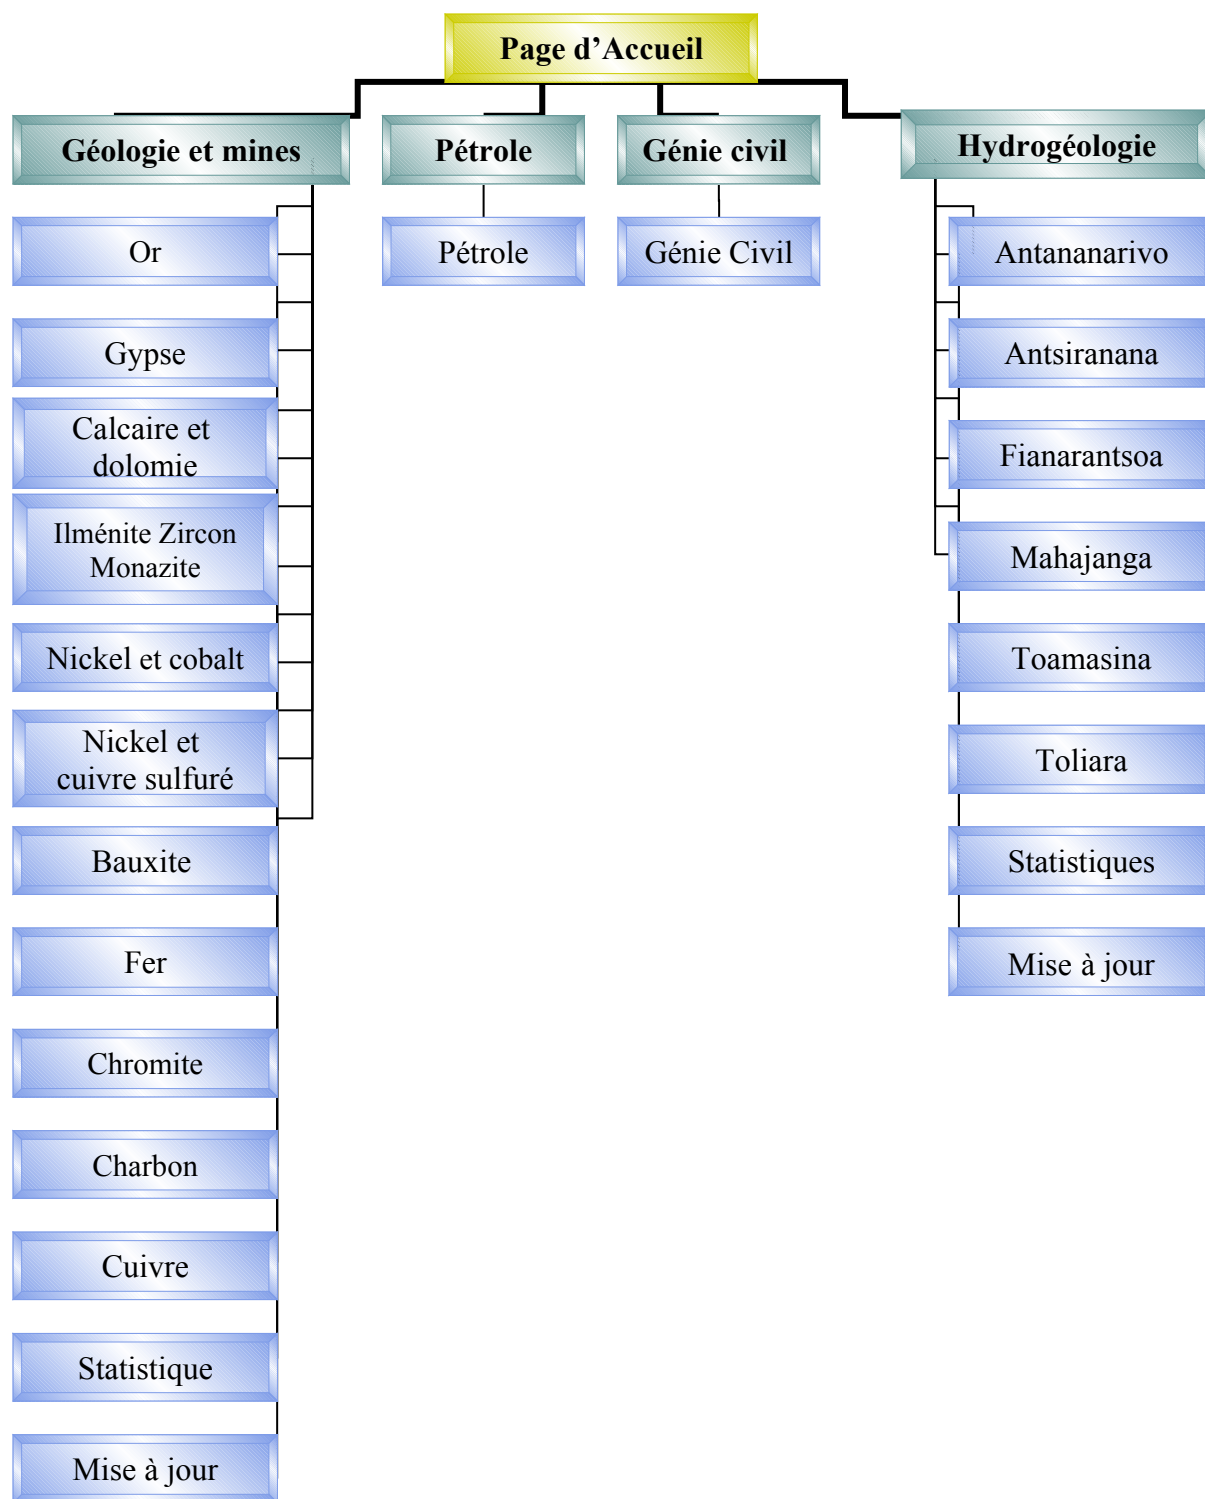 Page d’Accueil
Géologie et mines
Pétrole
Génie civil
Hydrogéologie
Or
Gypse
Calcaire et
dolomie
Ilménite Zircon
Monazite
Nickel et cobalt
Nickel et
cuivre sulfuré
Bauxite
Fer
Chromite
Charbon
Cuivre
Statistique
Mise à jour
Pétrole
Génie Civil
Antananarivo
Antsiranana
Fianarantsoa
Mahajanga
Toamasina
Toliara
Statistiques
Mise à jour